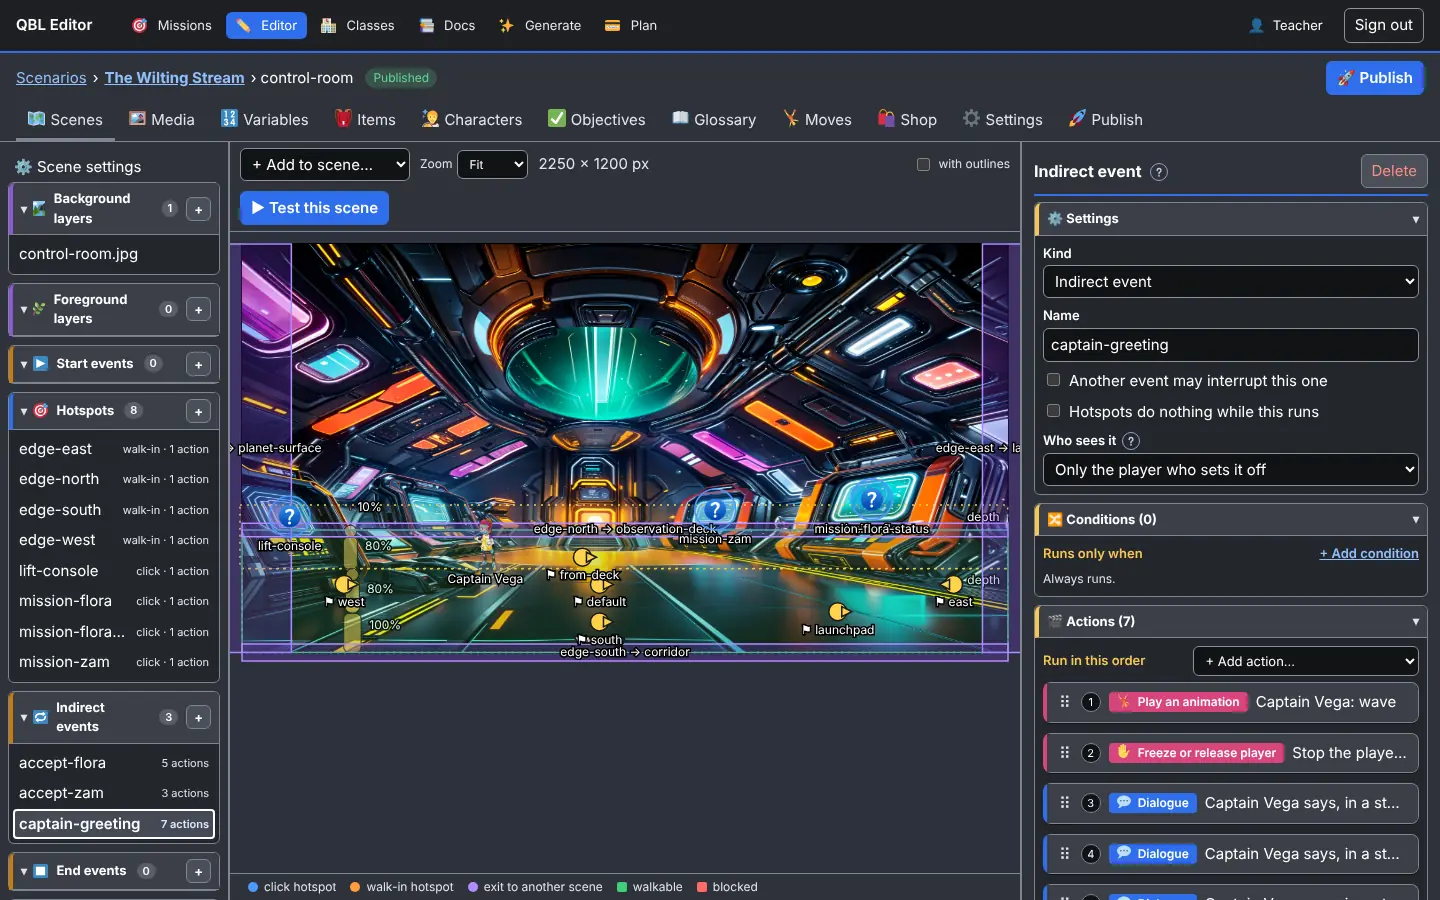 QBL Editor
Missions
Editor
Classes
Docs
Generate
Plan
Teacher
Sign out
Scenarios › The Wilting Stream › control-room
Published
Publish
Scenes
Media
Variables
Items
Characters
Objectives
Glossary
Moves
Shop
Settings
Publish
Scene settings
Background layers
1
+
control-room.jpg
Foreground layers
0
+
Start events
0
+
Hotspots
8
+
edge-east
walk-in · 1 action
edge-north
walk-in · 1 action
edge-south
walk-in · 1 action
edge-west
walk-in · 1 action
lift-console
click · 1 action
mission-flora
click · 1 action
mission-flora...
click · 1 action
mission-zam
click · 1 action
Indirect events
3
+
accept-flora
5 actions
accept-zam
3 actions
captain-greeting
7 actions
End events
0
+
+ Add to scene...
Zoom
Fit
2250 × 1200 px
with outlines
▶ Test this scene
→ planet-surface
edge-east → la
10%
depth
edge-north → observation-deck
mission-flora-status
lift-console
80%
mission-zam
Captain Vega
from-deck
80%
depth
west
default
east
100%
launchpad
south
edge-south → corridor
click hotspot
walk-in hotspot
exit to another scene
walkable
blocked
Indirect event
?
Delete
Settings
Kind
Indirect event
Name
captain-greeting
Another event may interrupt this one
Hotspots do nothing while this runs
Who sees it
?
Only the player who sets it off
Conditions (0)
Runs only when
+ Add condition
Always runs.
Actions (7)
Run in this order
+ Add action...
1
Play an animation
Captain Vega: wave
2
Freeze or release player
Stop the playe...
3
Dialogue
Captain Vega says, in a st...
4
Dialogue
Captain Vega says, in a st...